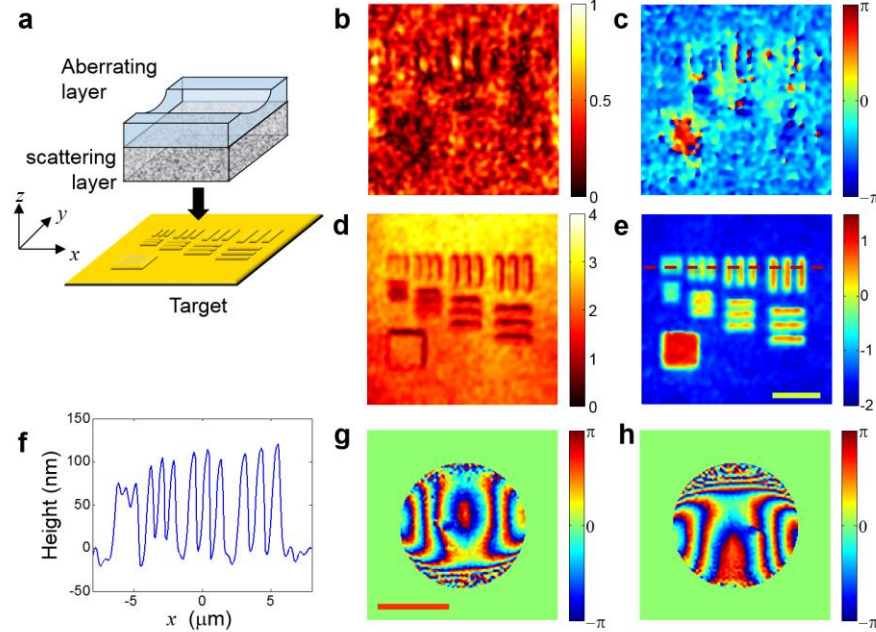 a
Aberrating
layer
scattering
layer
z
y
x
Target
b
1
0.5
0
c
π
0
−π
d
4
3
2
1
0
e
1
0
-1
-2
f
150
100
50
0
-50
Height (nm)
-5
0
5
x (μm)
g
π
0
−π
h
π
0
−π